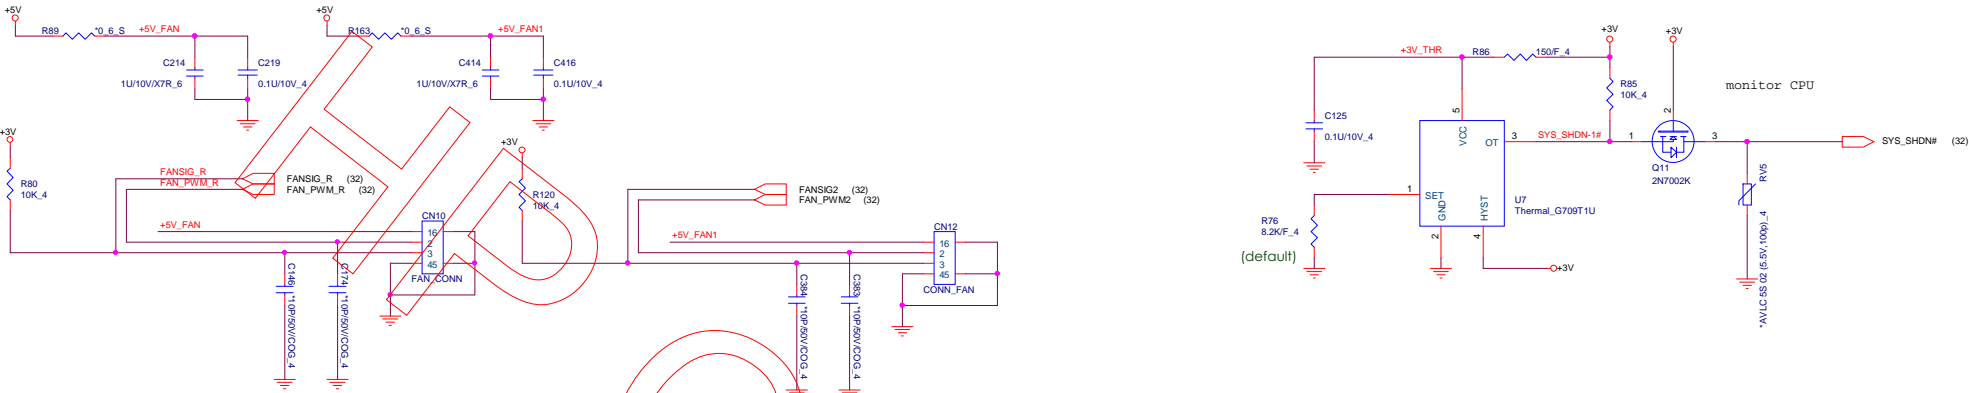 +5V
R89
*0_6_S
+5V_FAN
C214
1U/10V/X7R_6
C219
0.1U/10V_4
+5V
R163
*0_6_S
+5V_FAN1
C414
1U/10V/X7R_6
C416
0.1U/10V_4
+3V
R80
10K_4
FANSIG_R
FAN_PWM_R
FANSIG_R (32)
FAN_PWM_R (32)
+5V_FAN
CN10
16
2
3
45
FAN_CONN
C146
*10P/50V/COG_4
C174
*10P/50V/COG_4
+3V
R120
10K_4
FANSIG2 (32)
FAN_PWM2 (32)
+5V_FAN1
CN12
16
2
3
45
CONN_FAN
C384
*10P/50V/COG_4
C383
*10P/50V/COG_4
+3V_THR
R86
150/F_4
+3V
+3V
R85
10K_4
monitor CPU
C125
0.1U/10V_4
5
VCC
OT
3
SYS_SHDN-1#
1
2
3
Q11
2N7002K
SYS_SHDN# (32)
RV5
*AVLC 5S 02 (5.5V,100p)_4
1
SET
GND
HYST
2
4
U7
Thermal_G709T1U
R76
8.2K/F_4
(default)
+3V